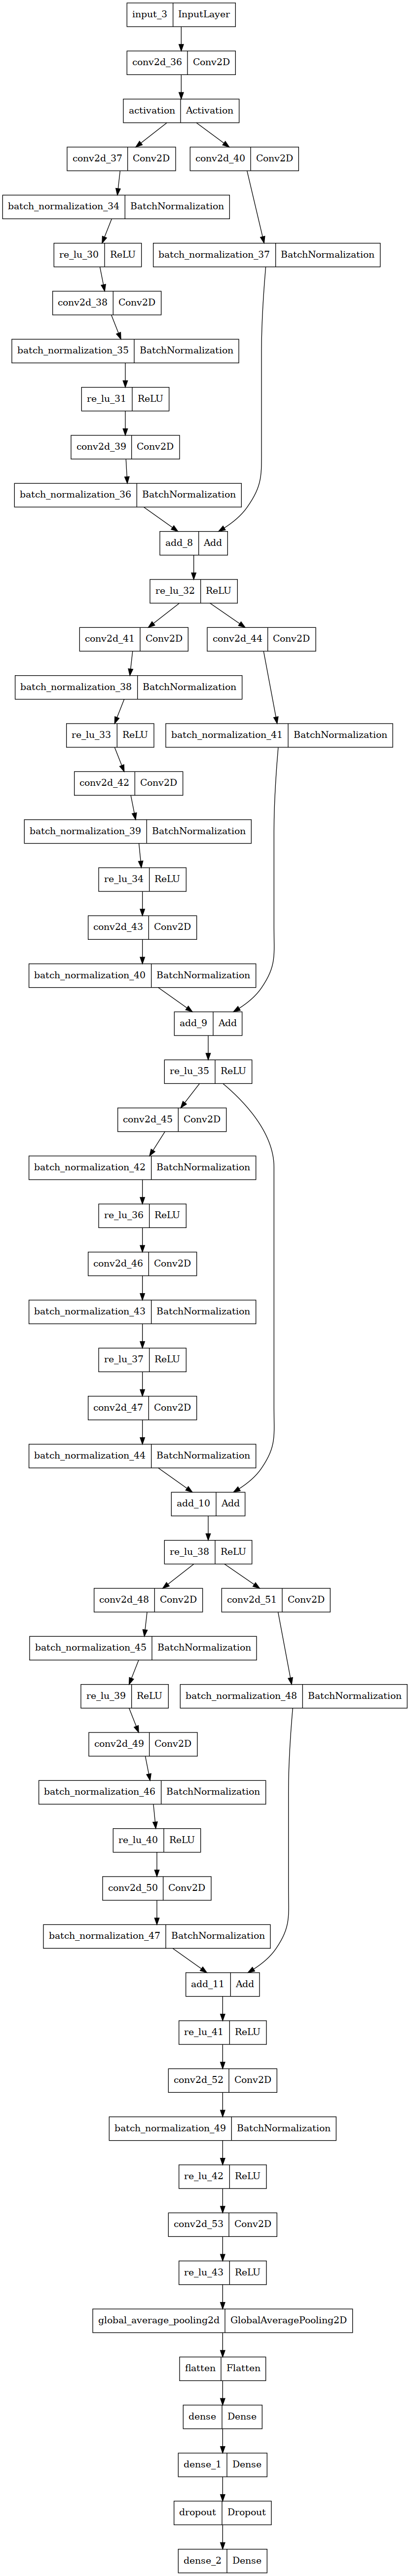 input_3 InputLayer
conv2d_36 Conv2D
activation Activation
conv2d_37 Conv2D conv2d_40 Conv2D
batch_normalization_34 BatchNormalization
re_lu_30 ReLU batch_normalization_37 BatchNormalization
conv2d_38 Conv2D
batch_normalization_35 BatchNormalization
re_lu_31 ReLU
conv2d_39 Conv2D
batch_normalization_36 BatchNormalization
add_8 Add
re_lu_32 ReLU
conv2d_41 Conv2D conv2d_44 Conv2D
batch_normalization_38 BatchNormalization
re_lu_33 ReLU batch_normalization_41 BatchNormalization
conv2d_42 Conv2D
batch_normalization_39 BatchNormalization
re_lu_34 ReLU
conv2d_43 Conv2D
batch_normalization_40 BatchNormalization
add_9 Add
re_lu_35 ReLU
conv2d_45 Conv2D
batch_normalization_42 BatchNormalization
re_lu_36 ReLU
conv2d_46 Conv2D
batch_normalization_43 BatchNormalization
re_lu_37 ReLU
conv2d_47 Conv2D
batch_normalization_44 BatchNormalization
add_10 Add
re_lu_38 ReLU
conv2d_48 Conv2D conv2d_51 Conv2D
batch_normalization_45 BatchNormalization
re_lu_39 ReLU batch_normalization_48 BatchNormalization
conv2d_49 Conv2D
batch_normalization_46 BatchNormalization
re_lu_40 ReLU
conv2d_50 Conv2D
batch_normalization_47 BatchNormalization
add_11 Add
re_lu_41 ReLU
conv2d_52 Conv2D
batch_normalization_49 BatchNormalization
re_lu_42 ReLU
conv2d_53 Conv2D
re_lu_43 ReLU
global_average_pooling2d GlobalAveragePooling2D
flatten Flatten
dense Dense
dense_1 Dense
dropout Dropout
dense_2 Dense